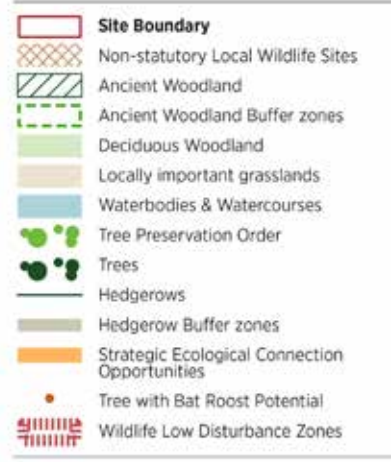 Site Boundary
Non-statutory Local Wildlife Sites
Ancient Woodland
Ancient Woodland Buffer zones
Deciduous Woodland
Locally important grasslands
Waterbodies & Watercourses
Tree Preservation Order
Trees
Hedgerows
Hedgerow Buffer zones
Strategic Ecological Connection
Opportunities
Tree with Bat Roost Potential
Wildlife Low Disturbance Zones